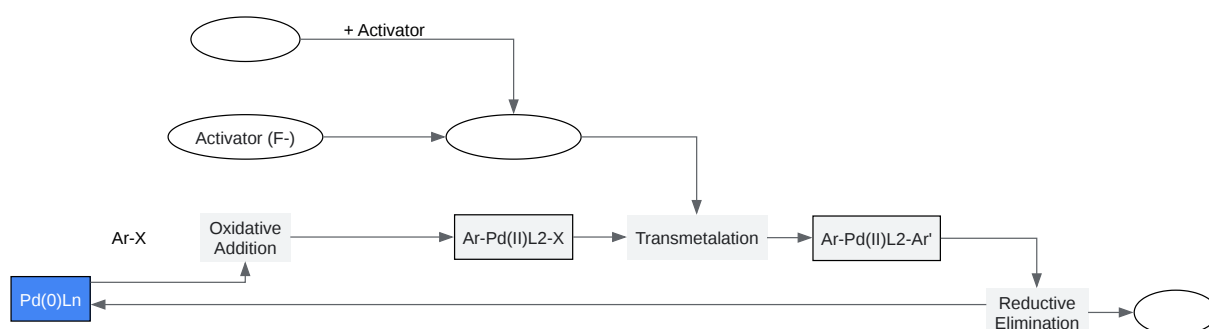 + Activator
Activator (F-)
Ar-X
Oxidative
Addition
Ar-Pd(II)L2-X
Transmetalation
Ar-Pd(II)L2-Ar'
Pd(0)Ln
Reductive
Elimination